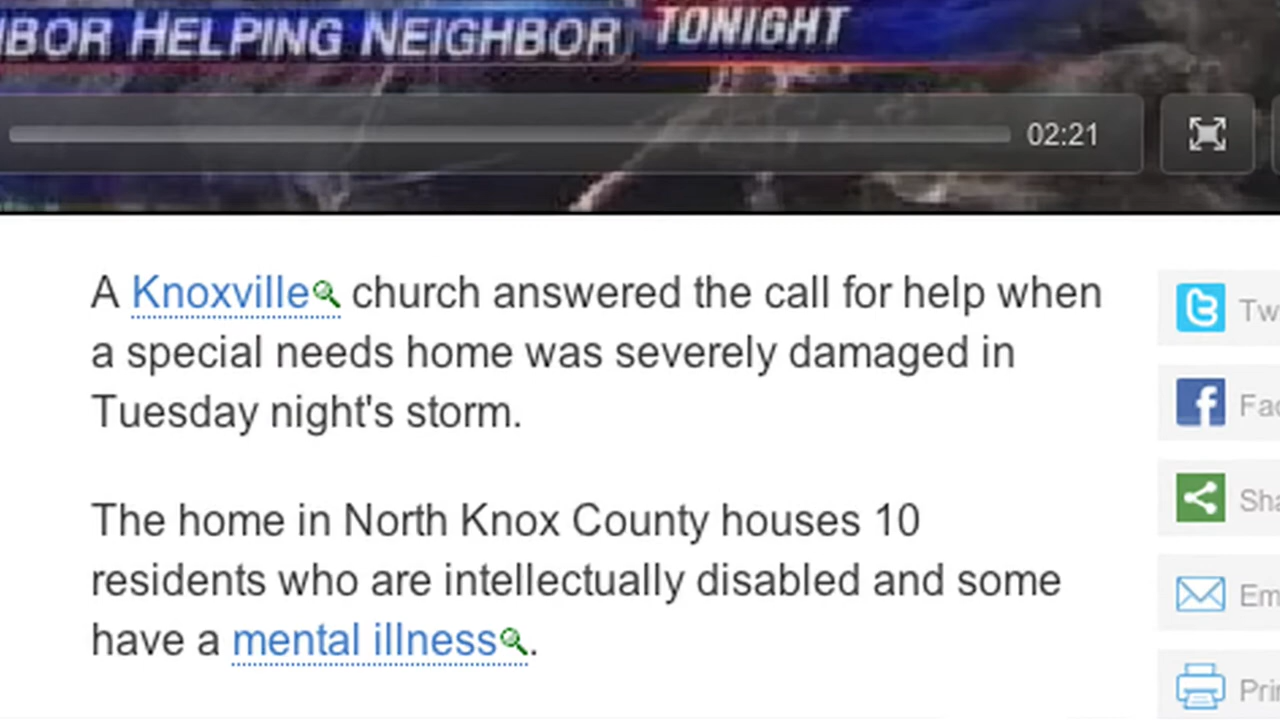 HELPING NEIGHBOR TONIGHT
02:21
A Knoxville church answered the call for help when
a special needs home was severely damaged in
Tuesday night's storm.
The home in North Knox County houses 10
residents who are intellectually disabled and some
have a mental illness.